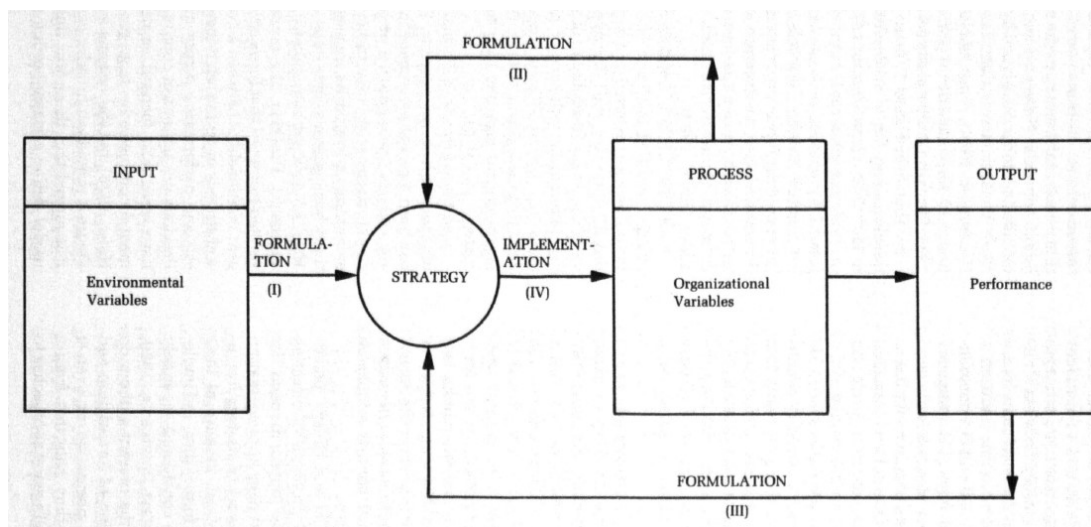 FORMULATION
(II)
INPUT
PROCESS
OUTPUT
FORMULA-
TION
(I)
STRATEGY
IMPLEMENT-
ATION
(IV)
Environmental
Variables
Organizational
Variables
Performance
FORMULATION
(III)